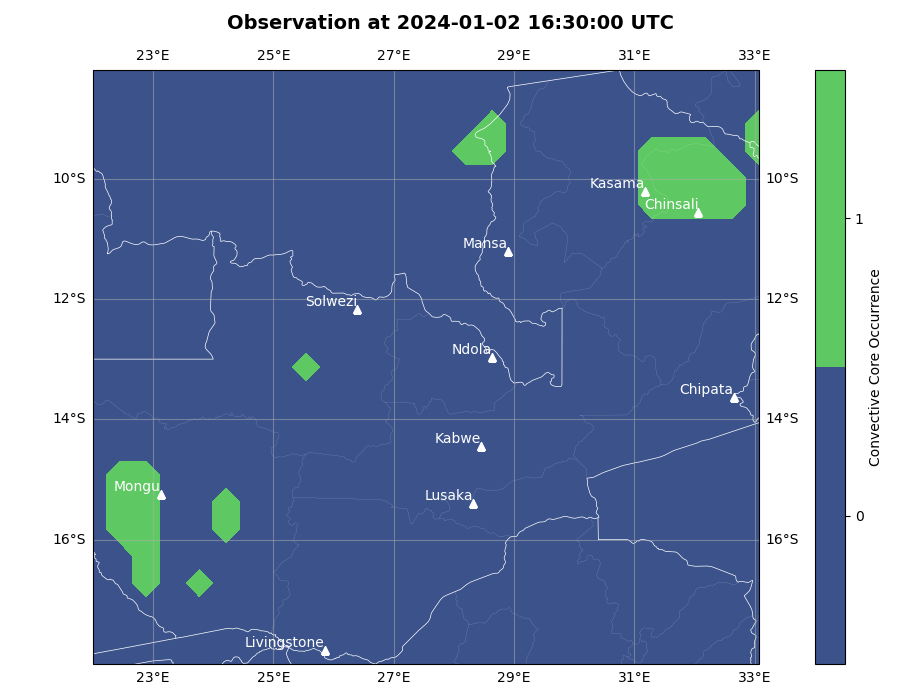 Observation at 2024-01-02 16:30:00 UTC
23°E 25°E 27°E 29°E 31°E 33°E
10°S 10°S
Kasama
Chinsali
1
Mansa
12°S 12°S
Solwezi
Ndola
Chipata
14°S 14°S
Kabwe
Mongu
Lusaka
0
16°S 16°S
Livingstone
23°E 25°E 27°E 29°E 31°E 33°E
Convective Core Occurrence